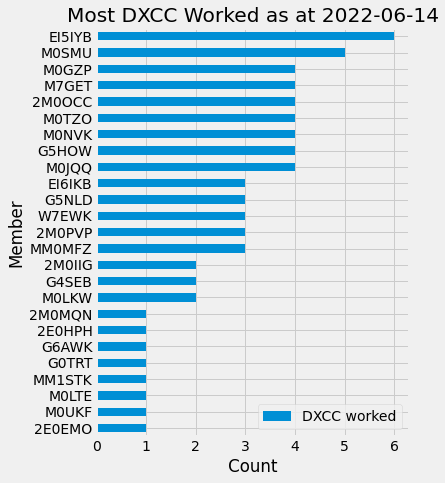 Most DXCC Worked as at 2022-06-14
EI5IYB
M0SMU
M0GZP
M7GET
2M0OCC
M0TZO
M0NVK
G5HOW
M0JQQ
EI6IKB
G5NLD
W7EWK
2M0PVP
MM0MFZ
2M0IIG
G4SEB
M0LKW
2M0MQN
2E0HPH
G6AWK
G0TRT
MM1STK
M0LTE
M0UKF
2E0EMO
Member
DXCC worked
0 1 2 3 4 5 6
Count